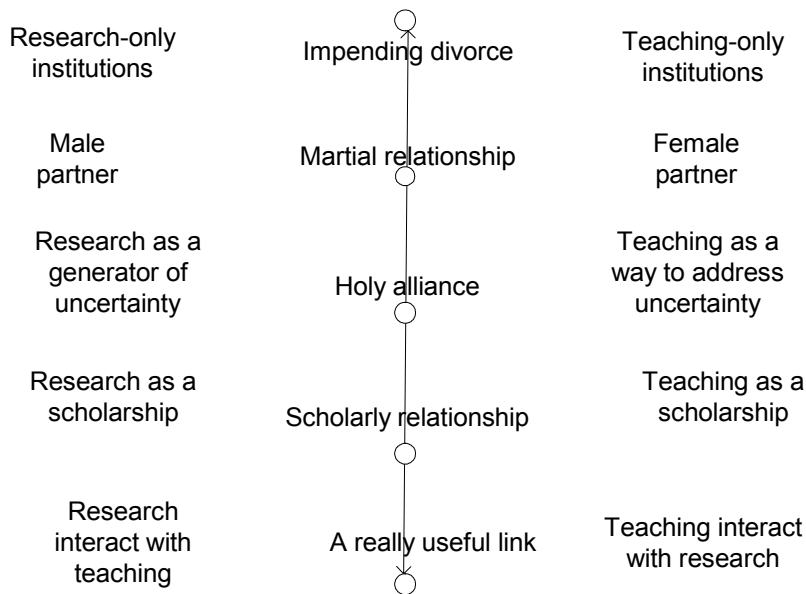 Research-only
institutions
Impending divorce
Teaching-only
institutions
Male
partner
Martial relationship
Female
partner
Research as a
generator of
uncertainty
Holy alliance
Teaching as a
way to address
uncertainty
Research as a
scholarship
Scholarly relationship
Teaching as a
scholarship
Research
interact with
teaching
A really useful link
Teaching interact
with research